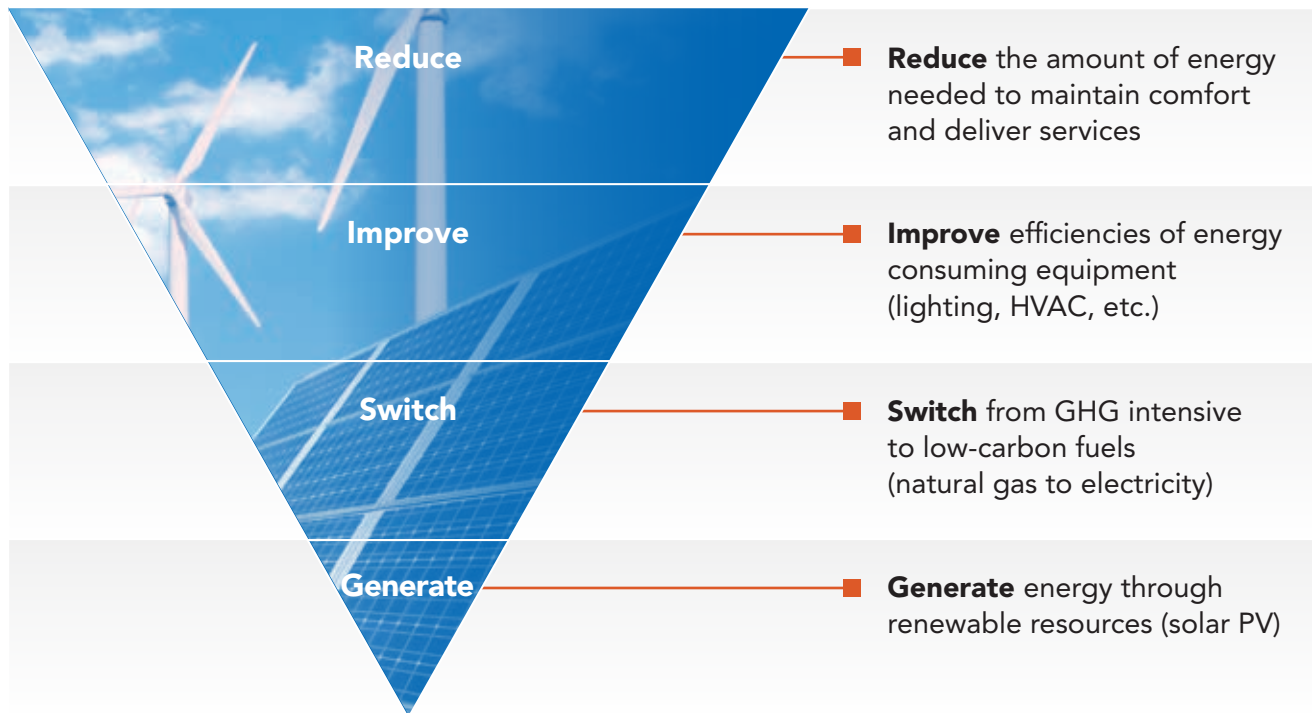 Reduce
Reduce the amount of energy
needed to maintain comfort
and deliver services
Improve
Improve efficiencies of energy
consuming equipment
(lighting, HVAC, etc.)
Switch
Switch from GHG intensive
to low-carbon fuels
(natural gas to electricity)
Generate
Generate energy through
renewable resources (solar PV)